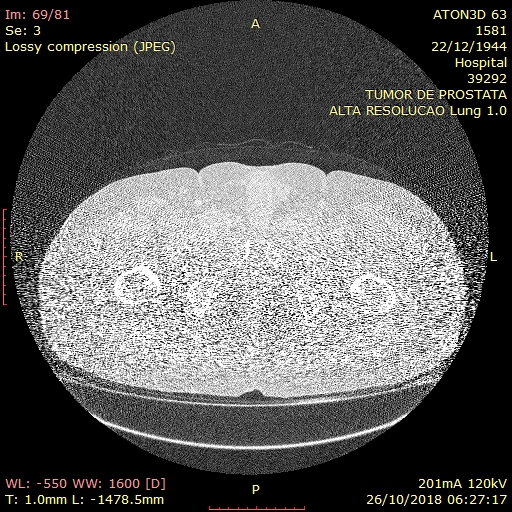 Im: 69/81
Se: 3
Lossy compression (JPEG)
ATON3D 63
1581
22/12/1944
Hospital
39292
TUMOR DE PROSTATA
ALTA RESOLUCAO Lung 1.0
A
R
L
P
WL: -550 WW: 1600 [D]
T: 1.0mm L: -1478.5mm
201mA 120kV
26/10/2018 06:27:17